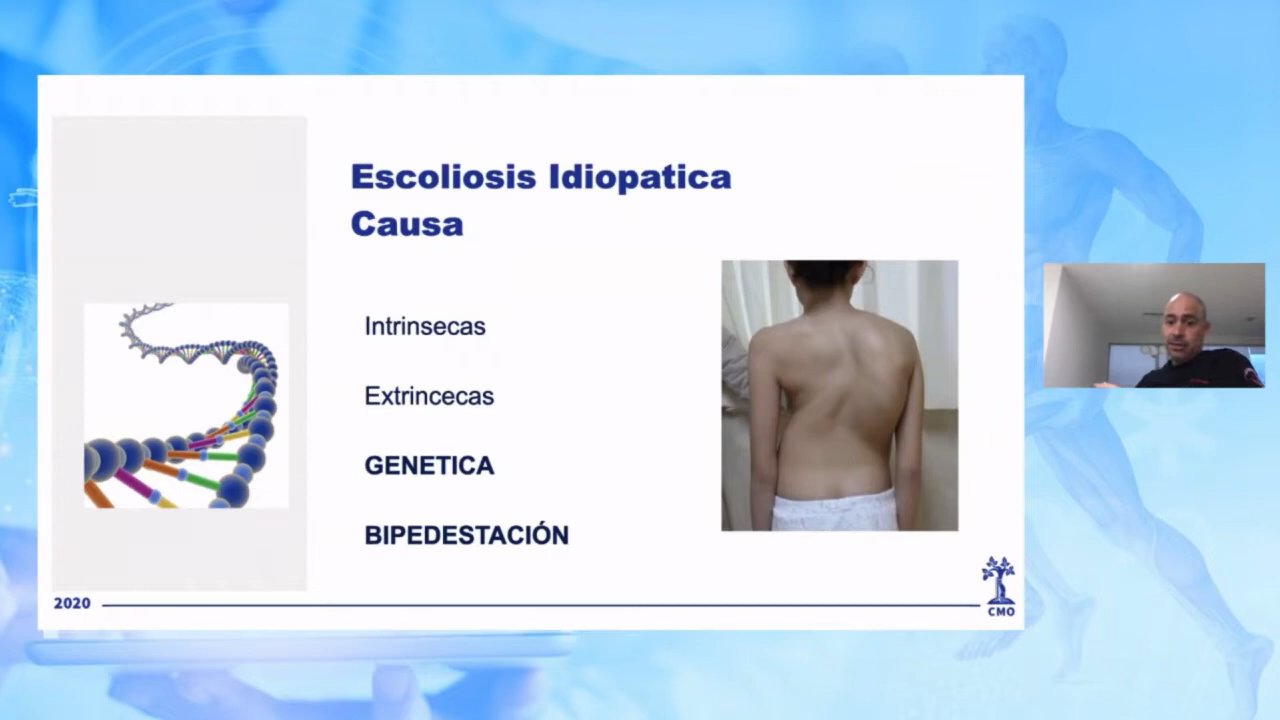 Escoliosis Idiopatica
Causa
Intrinsecas
Extrincecas
GENETICA
BIPEDESTACIÓN
2020
CMO